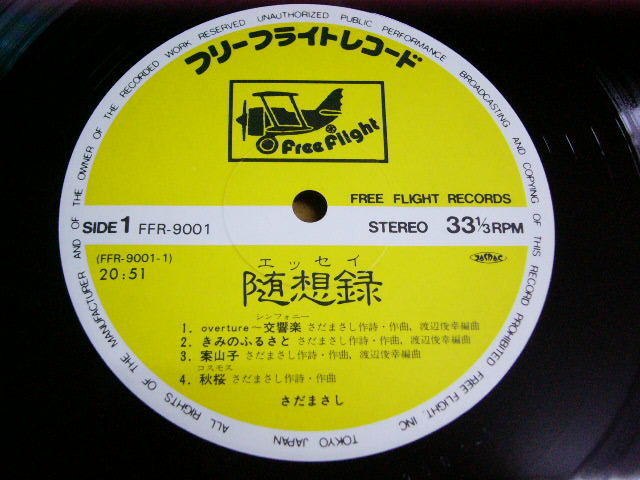 ALL RIGHTS OF THE MANUFACTURER AND OF THE OWNER OF THE RECORDED WORK RESERVED UNAUTHORIZED PUBLIC PERFORMANCE BROADCASTING AND COPYING OF THIS RECORD PROHIBITED FREE FLIGHT, INC TOKYO JAPAN
フリーフライトレコード
Free Flight
FREE FLIGHT RECORDS
SIDE 1 FFR-9001 STEREO 33⅓RPM
(FFR-9001-1) JASRAC
20:51
エッセイ
随想録
シンフォニー
1. overture～交響楽 さだまさし作詩・作曲, 渡辺俊幸編曲
2. きみのふるさと さだまさし作詩・作曲, 渡辺俊幸編曲
3. 案山子 さだまさし作詩・作曲, 渡辺俊幸編曲
コスモス
4. 秋桜 さだまさし作詩・作曲
さだまさし